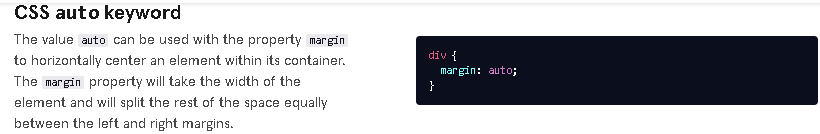 CSS auto keyword
The value auto can be used with the property margin
to horizontally center an element within its container.
The margin property will take the width of the
element and will split the rest of the space equally
between the left and right margins.
div {
  margin: auto;
}